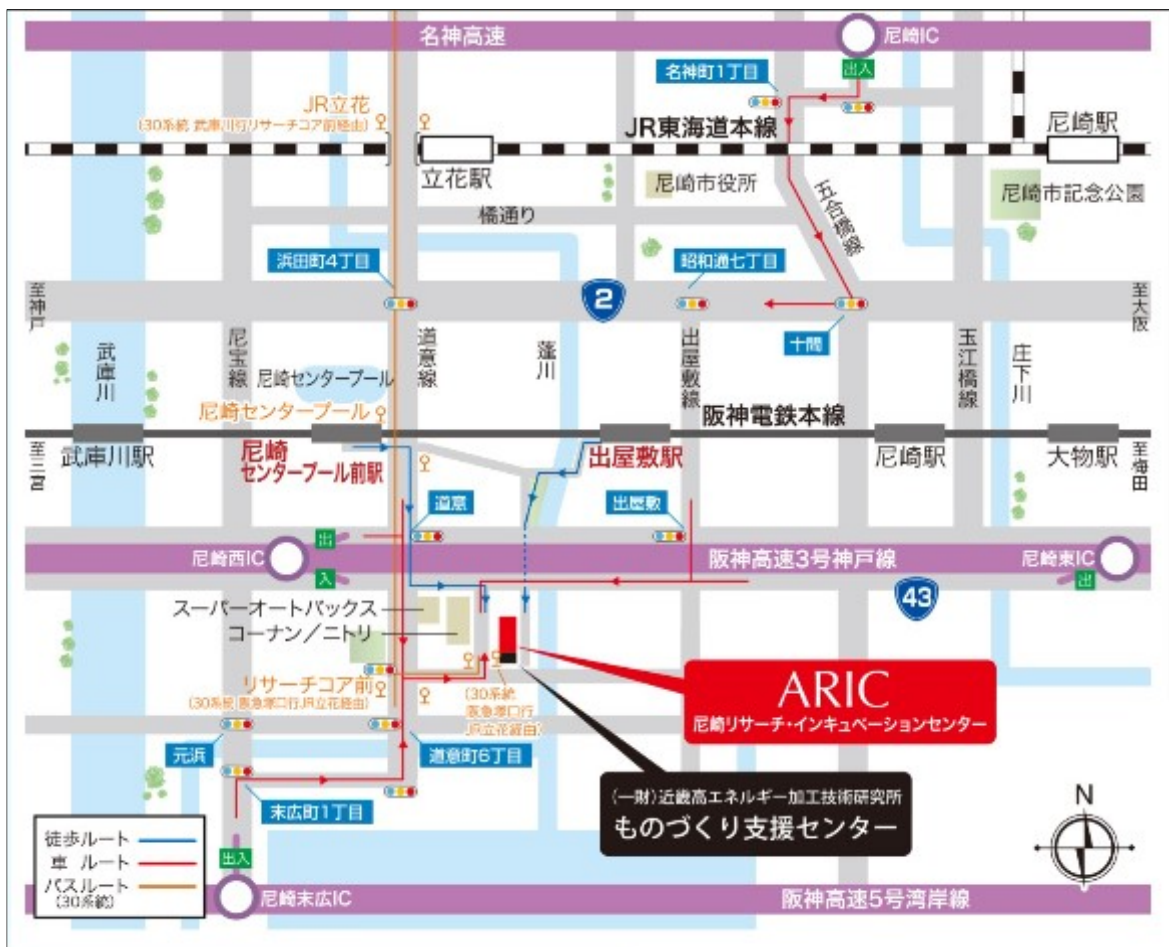 名神高速
尼崎IC
出入
名神町1丁目
JR立花
(30系統 武庫川行リサーチコア前経由)
JR東海道本線
尼崎駅
立花駅
尼崎市役所
尼崎市記念公園
橘通り
五合橋線
浜田町4丁目
昭和通七丁目
至神戸
2
至大阪
十間
武庫川
尼宝線
道意線
蓬川
出屋敷線
玉江橋線
庄下川
尼崎センタープール
尼崎センタープール
阪神電鉄本線
至三宮
武庫川駅
尼崎
センタープール前駅
出屋敷駅
尼崎駅
大物駅
至梅田
道意
出屋敷
出
尼崎西IC
阪神高速3号神戸線
尼崎東IC
入
出
43
スーパーオートバックス
コーナン/ニトリ
リサーチコア前
(30系統 阪急塚口行JR立花経由)
(30系統
阪急塚口行
JR立花経由)
ARIC
尼崎リサーチ・インキュベーションセンター
元浜
道意町6丁目
末広町1丁目
(一財)近畿高エネルギー加工技術研究所
ものづくり支援センター
N
徒歩ルート
車 ルート
バスルート
(30系統)
出入
尼崎末広IC
阪神高速5号湾岸線